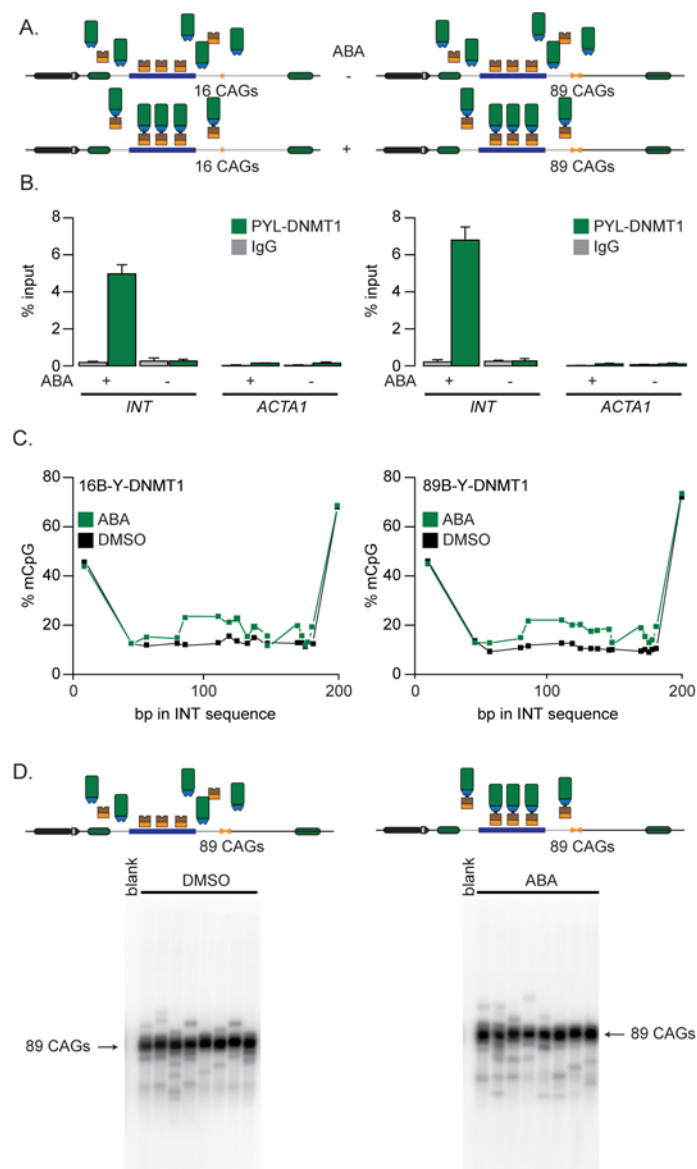 A.
ABA
-
16 CAGs
89 CAGs
+
16 CAGs
89 CAGs
B.
PYL-DNMT1
IgG
% input
8
6
4
2
0
ABA
+
-
+
-
INT
ACTA1
PYL-DNMT1
IgG
% input
8
6
4
2
0
+
-
+
-
INT
ACTA1
C.
16B-Y-DNMT1
ABA
DMSO
% mCpG
80
60
40
20
0
0
100
200
bp in INT sequence
89B-Y-DNMT1
ABA
DMSO
% mCpG
80
60
40
20
0
0
100
200
bp in INT sequence
D.
89 CAGs
89 CAGs
blank
DMSO
blank
ABA
89 CAGs →
← 89 CAGs